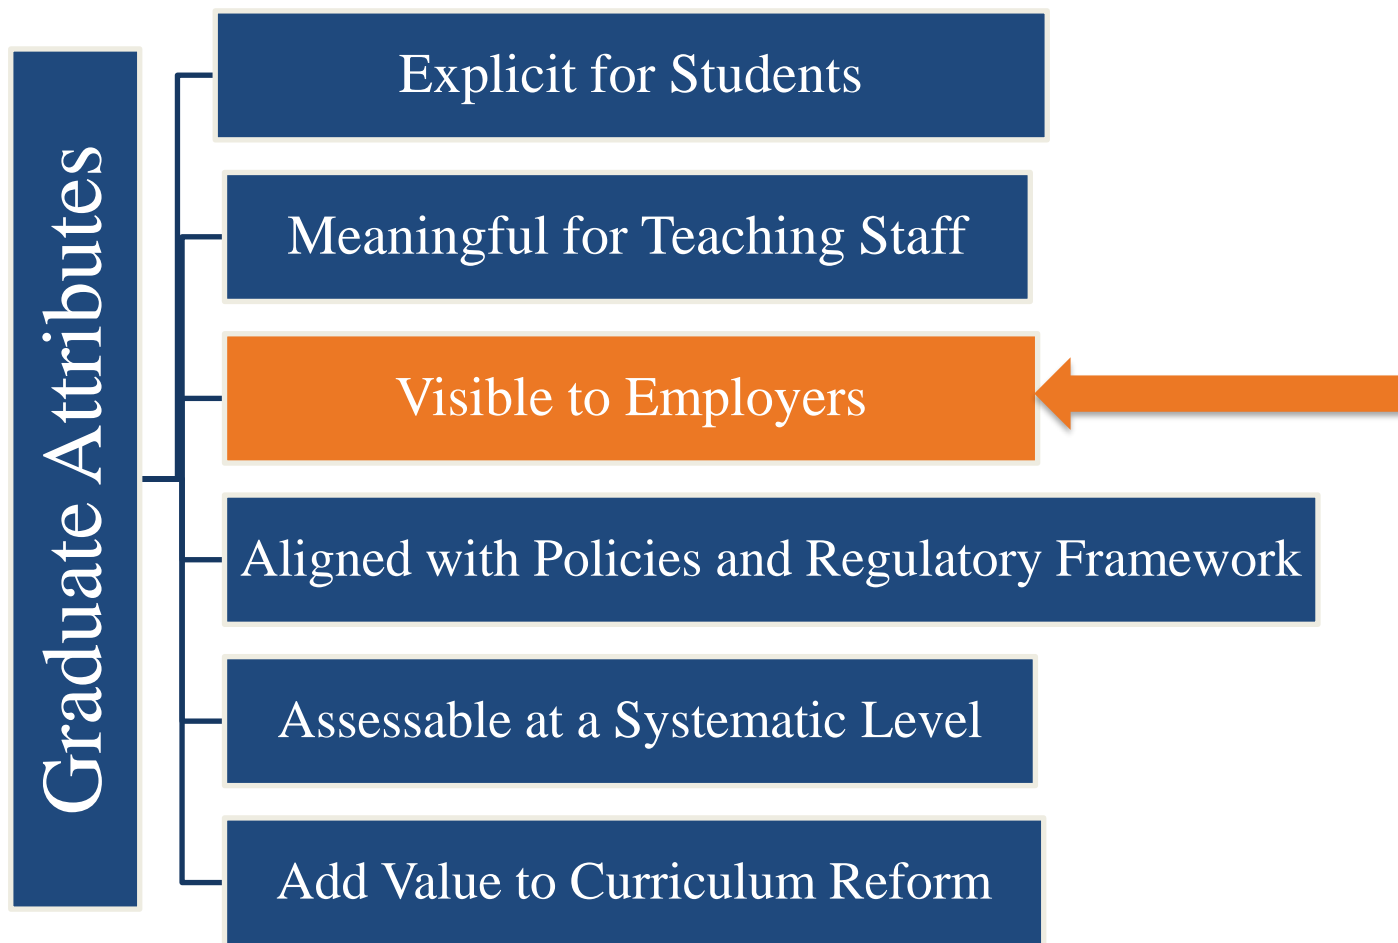 Graduate Attributes
Explicit for Students
Meaningful for Teaching Staff
Visible to Employers
Aligned with Policies and Regulatory Framework
Assessable at a Systematic Level
Add Value to Curriculum Reform